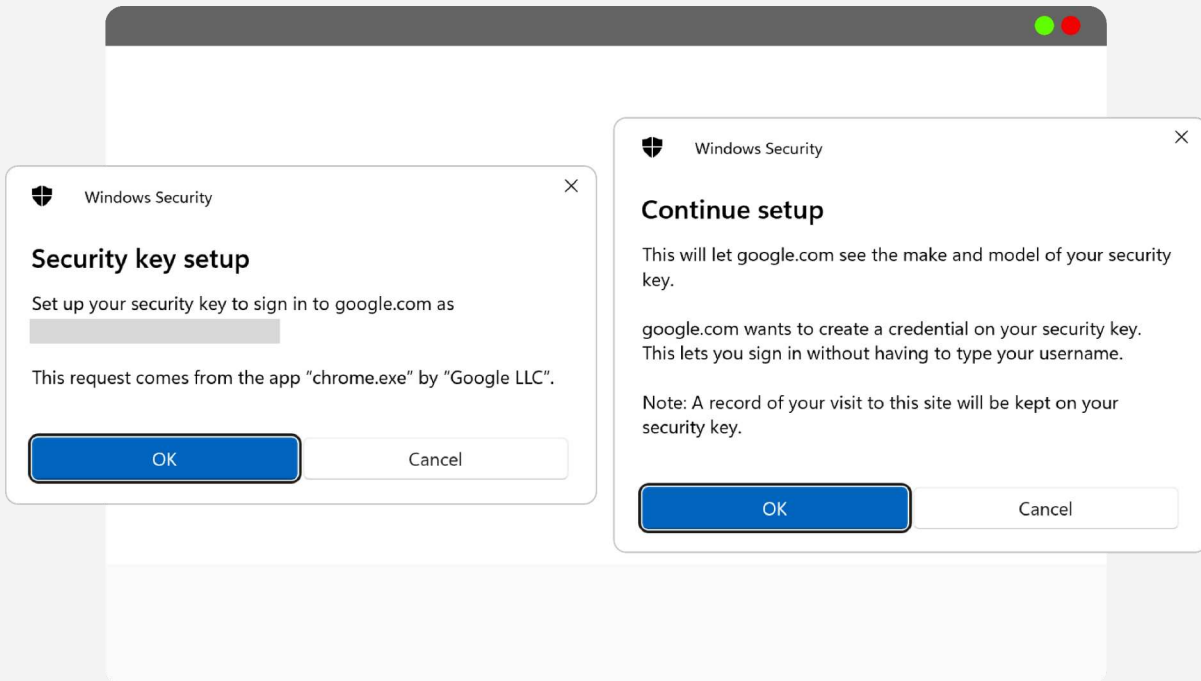 Windows Security
Security key setup
Set up your security key to sign in to google.com as
This request comes from the app "chrome.exe" by "Google LLC".
OK
Cancel
Windows Security
Continue setup
This will let google.com see the make and model of your security
key.
google.com wants to create a credential on your security key.
This lets you sign in without having to type your username.
Note: A record of your visit to this site will be kept on your
security key.
OK
Cancel